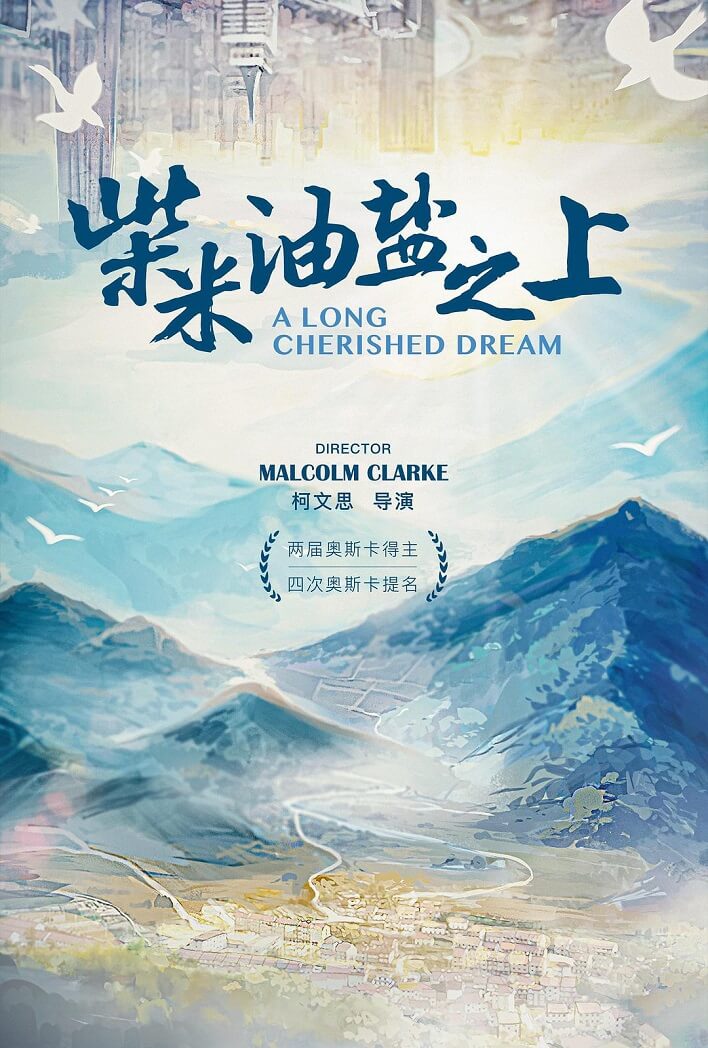 柴米油盐之上
A LONG
CHERISHED DREAM
DIRECTOR
MALCOLM CLARKE
柯文思 导演
两届奥斯卡得主
四次奥斯卡提名